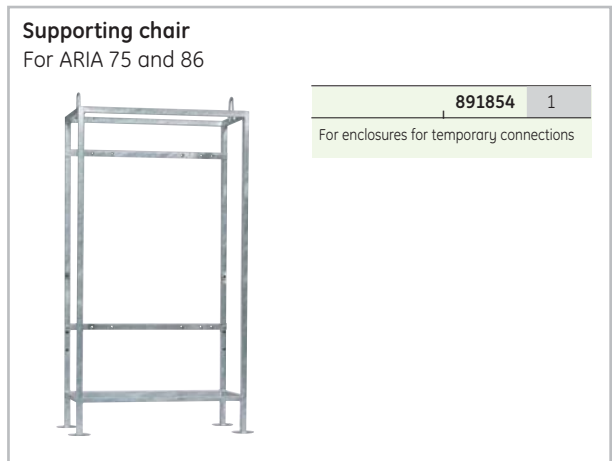 Supporting chair
For ARIA 75 and 86
891854 1
For enclosures for temporary connections